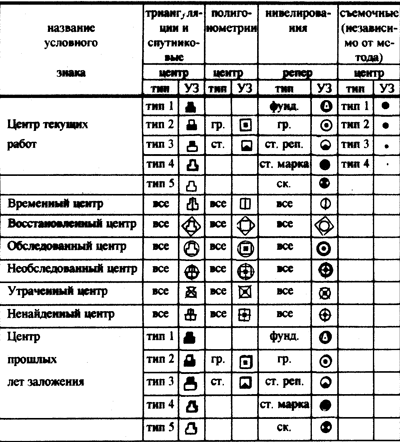 название условного знака | триангуляции и спутниковые | полигонометрии | нивелирования | съемочные (независимо от метода)
центр | центр | репер | центр
тип УЗ | тип УЗ | тип УЗ | тип УЗ
тип 1 | фунд. | тип 1
Центр текущих | тип 2 | гр. | гр. | тип 2
работ | тип 3 | ст. | ст. реп. | тип 3
тип 4 | ст. марка | тип 4
тип 5 | ск.
Временный центр | все | все | все
Восстановленный центр | все | все | все
Обследованный центр | все | все | все
Необследованный центр | все | все | все
Утраченный центр | все | все | все
Ненайденный центр | все | все | все
Центр | тип 1 | фунд.
прошлых | тип 2 | гр. | гр.
лет заложения | тип 3 | ст. | ст. реп.
тип 4 | ст. марка
тип 5 | ск.